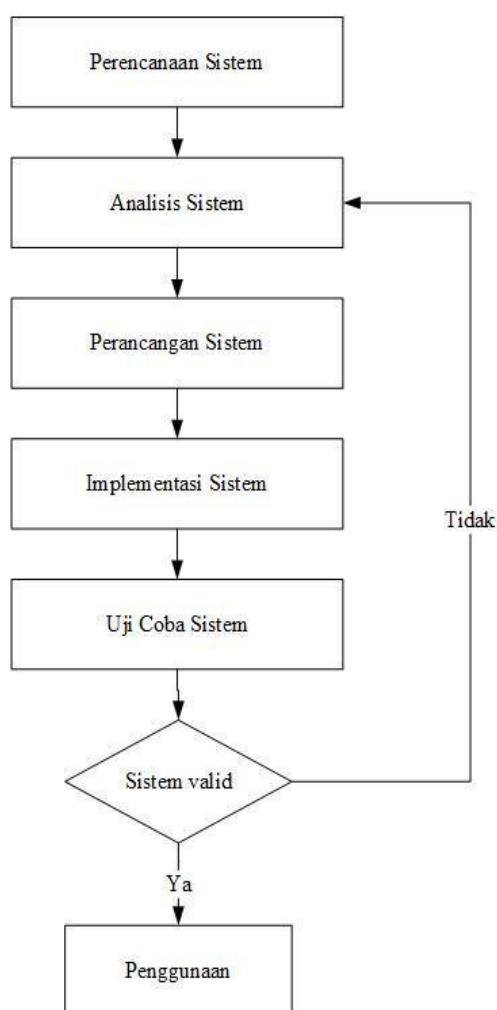 Perencanaan Sistem
Analisis Sistem
Perancangan Sistem
Implementasi Sistem
Tidak
Uji Coba Sistem
Sistem valid
Ya
Penggunaan